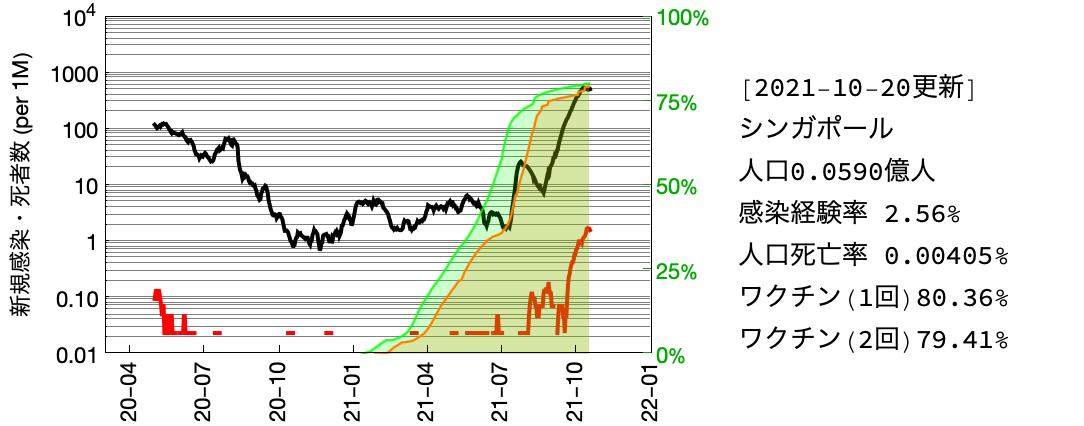 新規感染・死者数 (per 1M)
10^4
1000
100
10
1
0.10
0.01
100%
75%
50%
25%
0%
20-04
20-07
20-10
21-01
21-04
21-07
21-10
22-01
[2021-10-20更新]
シンガポール
人口0.0590億人
感染経験率 2.56%
人口死亡率 0.00405%
ワクチン(1回)80.36%
ワクチン(2回)79.41%